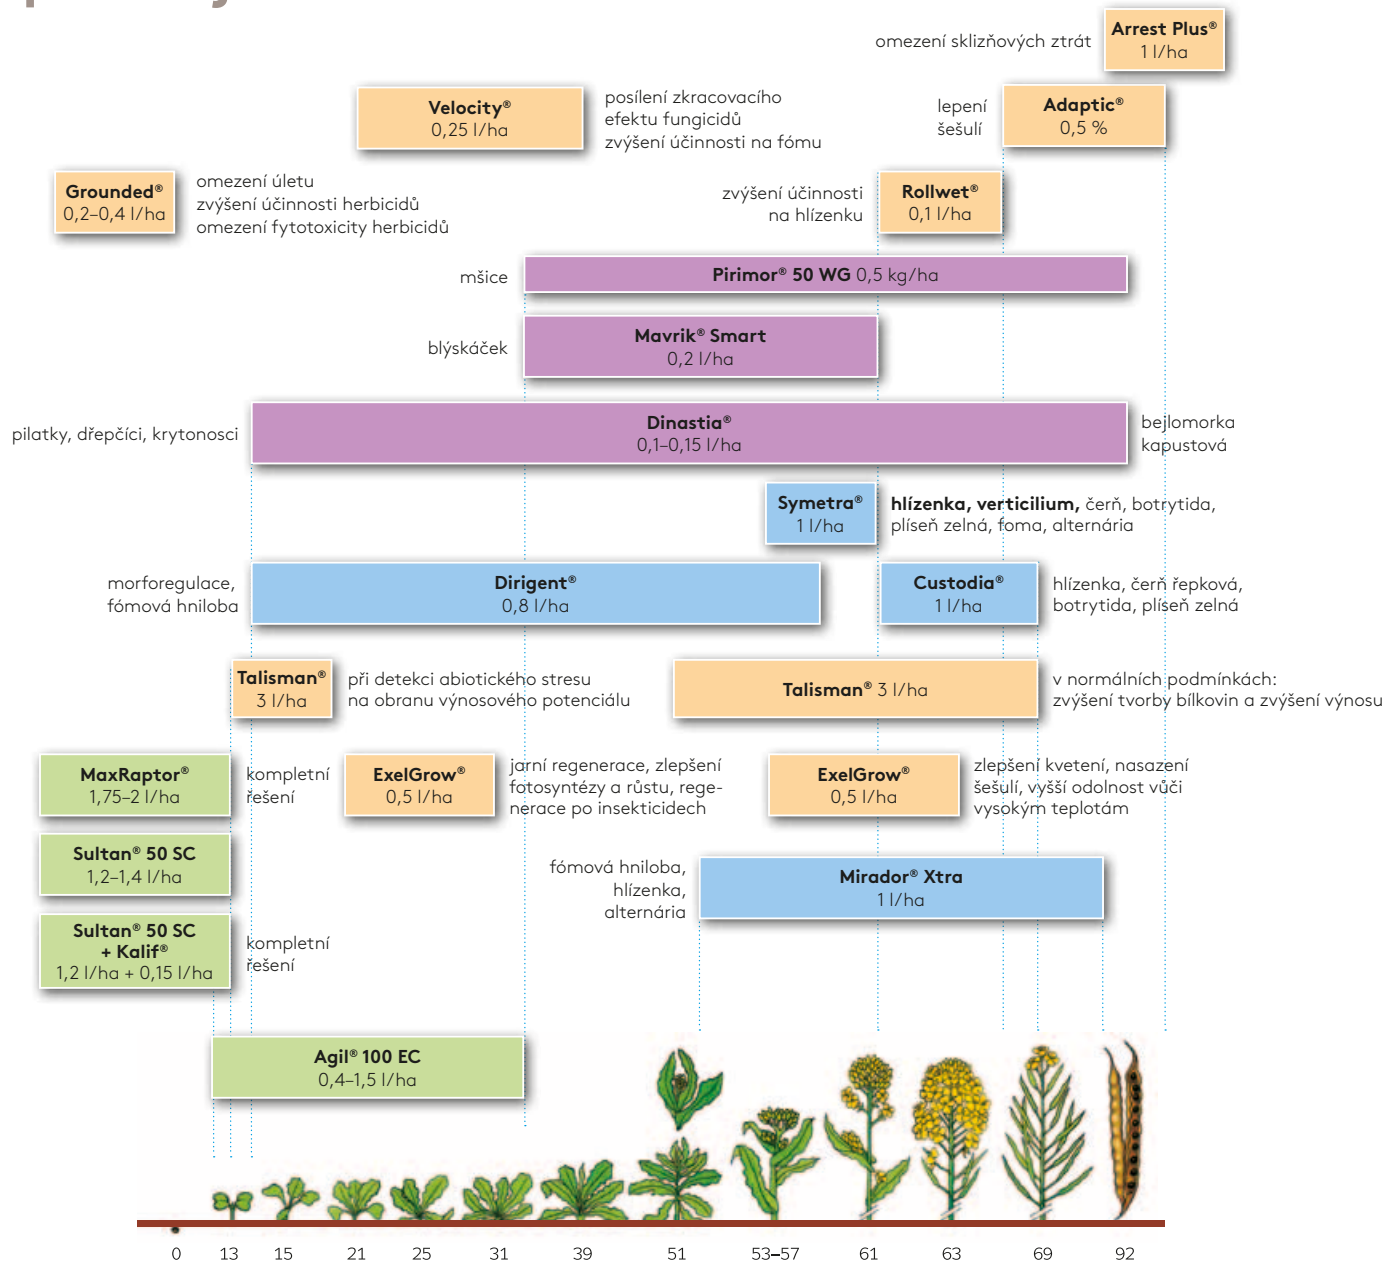 omezení sklizňových ztrát
Arrest Plus®
1 l/ha
Velocity®
0,25 l/ha
posílení zkracovacího
efektu fungicidů
zvýšení účinnosti na fómu
lepení
šešulí
Adaptic®
0,5 %
Grounded®
0,2–0,4 l/ha
omezení úletu
zvýšení účinnosti herbicidů
omezení fytotoxicity herbicidů
zvýšení účinnosti
na hlízenku
Rollwet®
0,1 l/ha
mšice
Pirimor® 50 WG 0,5 kg/ha
blýskáček
Mavrik® Smart
0,2 l/ha
pilatky, dřepčíci, krytonosci
Dinastia®
0,1–0,15 l/ha
bejlomorka
kapustová
Symetra®
1 l/ha
hlízenka, verticilium, čerň, botrytida,
plíseň zelná, foma, alternária
morforegulace,
fómová hniloba
Dirigent®
0,8 l/ha
Custodia®
1 l/ha
hlízenka, čerň řepková,
botrytida, plíseň zelná
Talisman®
3 l/ha
při detekci abiotického stresu
na obranu výnosového potenciálu
Talisman® 3 l/ha
v normálních podmínkách:
zvýšení tvorby bílkovin a zvýšení výnosu
MaxRaptor®
1,75–2 l/ha
kompletní
řešení
ExelGrow®
0,5 l/ha
jarní regenerace, zlepšení
fotosyntézy a růstu, rege-
nerace po insekticidech
ExelGrow®
0,5 l/ha
zlepšení kvetení, nasazení
šešulí, vyšší odolnost vůči
vysokým teplotám
Sultan® 50 SC
1,2–1,4 l/ha
fómová hniloba,
hlízenka,
alternária
Mirador® Xtra
1 l/ha
Sultan® 50 SC
+ Kalif®
1,2 l/ha + 0,15 l/ha
kompletní
řešení
Agil® 100 EC
0,4–1,5 l/ha
0 13 15 21 25 31 39 51 53–57 61 63 69 92